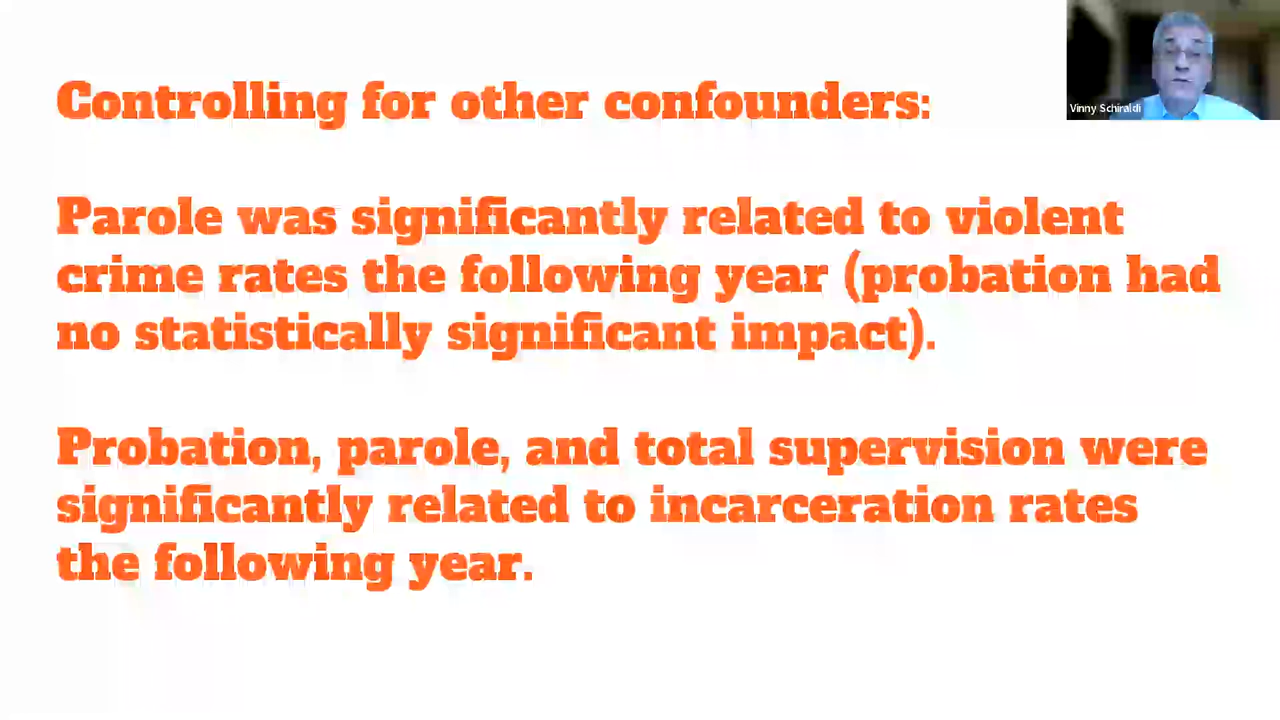 Controlling for other confounders:
Vinny Schiraldi
Parole was significantly related to violent
crime rates the following year (probation had
no statistically significant impact).
Probation, parole, and total supervision were
significantly related to incarceration rates
the following year.